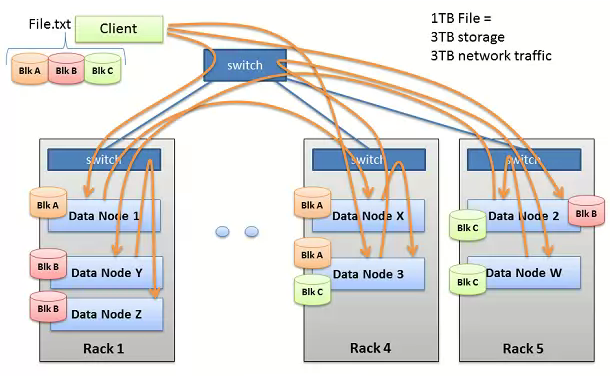 File.txt
Client
Blk A
Blk B
Blk C
1TB File =
3TB storage
3TB network traffic
switch
switch
switch
switch
Blk A
Data Node 1
Blk B
Data Node Y
Blk B
Data Node Z
Rack 1
Blk A
Data Node X
Blk A
Data Node 3
Blk C
Rack 4
Data Node 2
Blk B
Blk C
Data Node W
Blk C
Rack 5